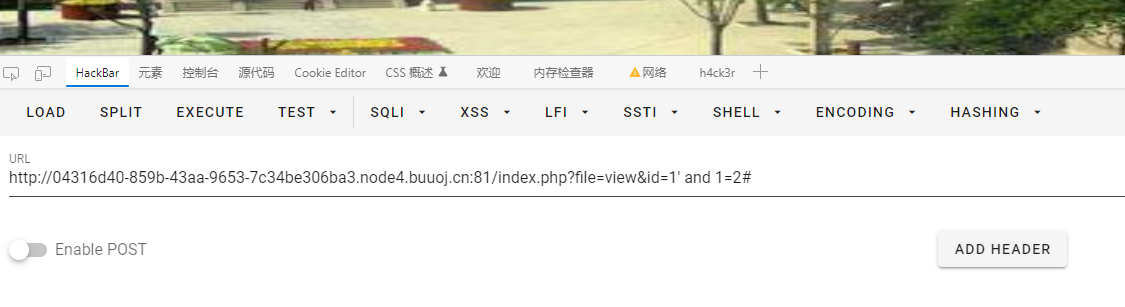 HackBar 元素 控制台 源代码 Cookie Editor CSS 概述 欢迎 内存检查器 网络 h4ck3r
LOAD SPLIT EXECUTE TEST SQLI XSS LFI SSTI SHELL ENCODING HASHING
URL
http://04316d40-859b-43aa-9653-7c34be306ba3.node4.buuoj.cn:81/index.php?file=view&id=1' and 1=2#
Enable POST ADD HEADER